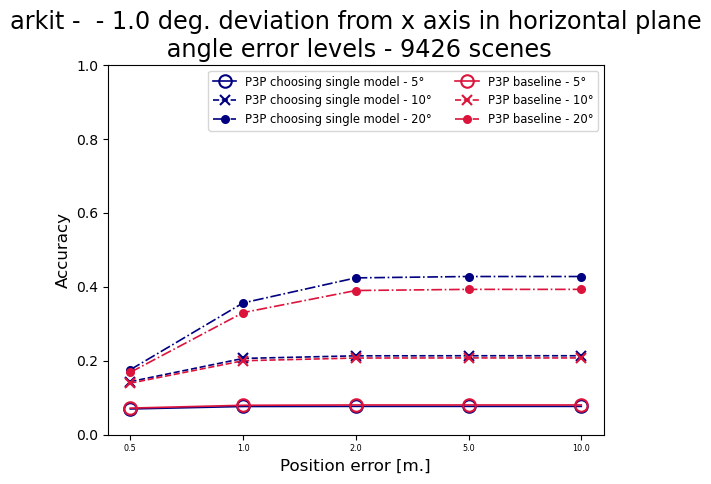 arkit -  - 1.0 deg. deviation from x axis in horizontal plane
angle error levels - 9426 scenes
P3P choosing single model - 5°
P3P choosing single model - 10°
P3P choosing single model - 20°
P3P baseline - 5°
P3P baseline - 10°
P3P baseline - 20°
Accuracy
1.0
0.8
0.6
0.4
0.2
0.0
0.5 1.0 2.0 5.0 10.0
Position error [m.]